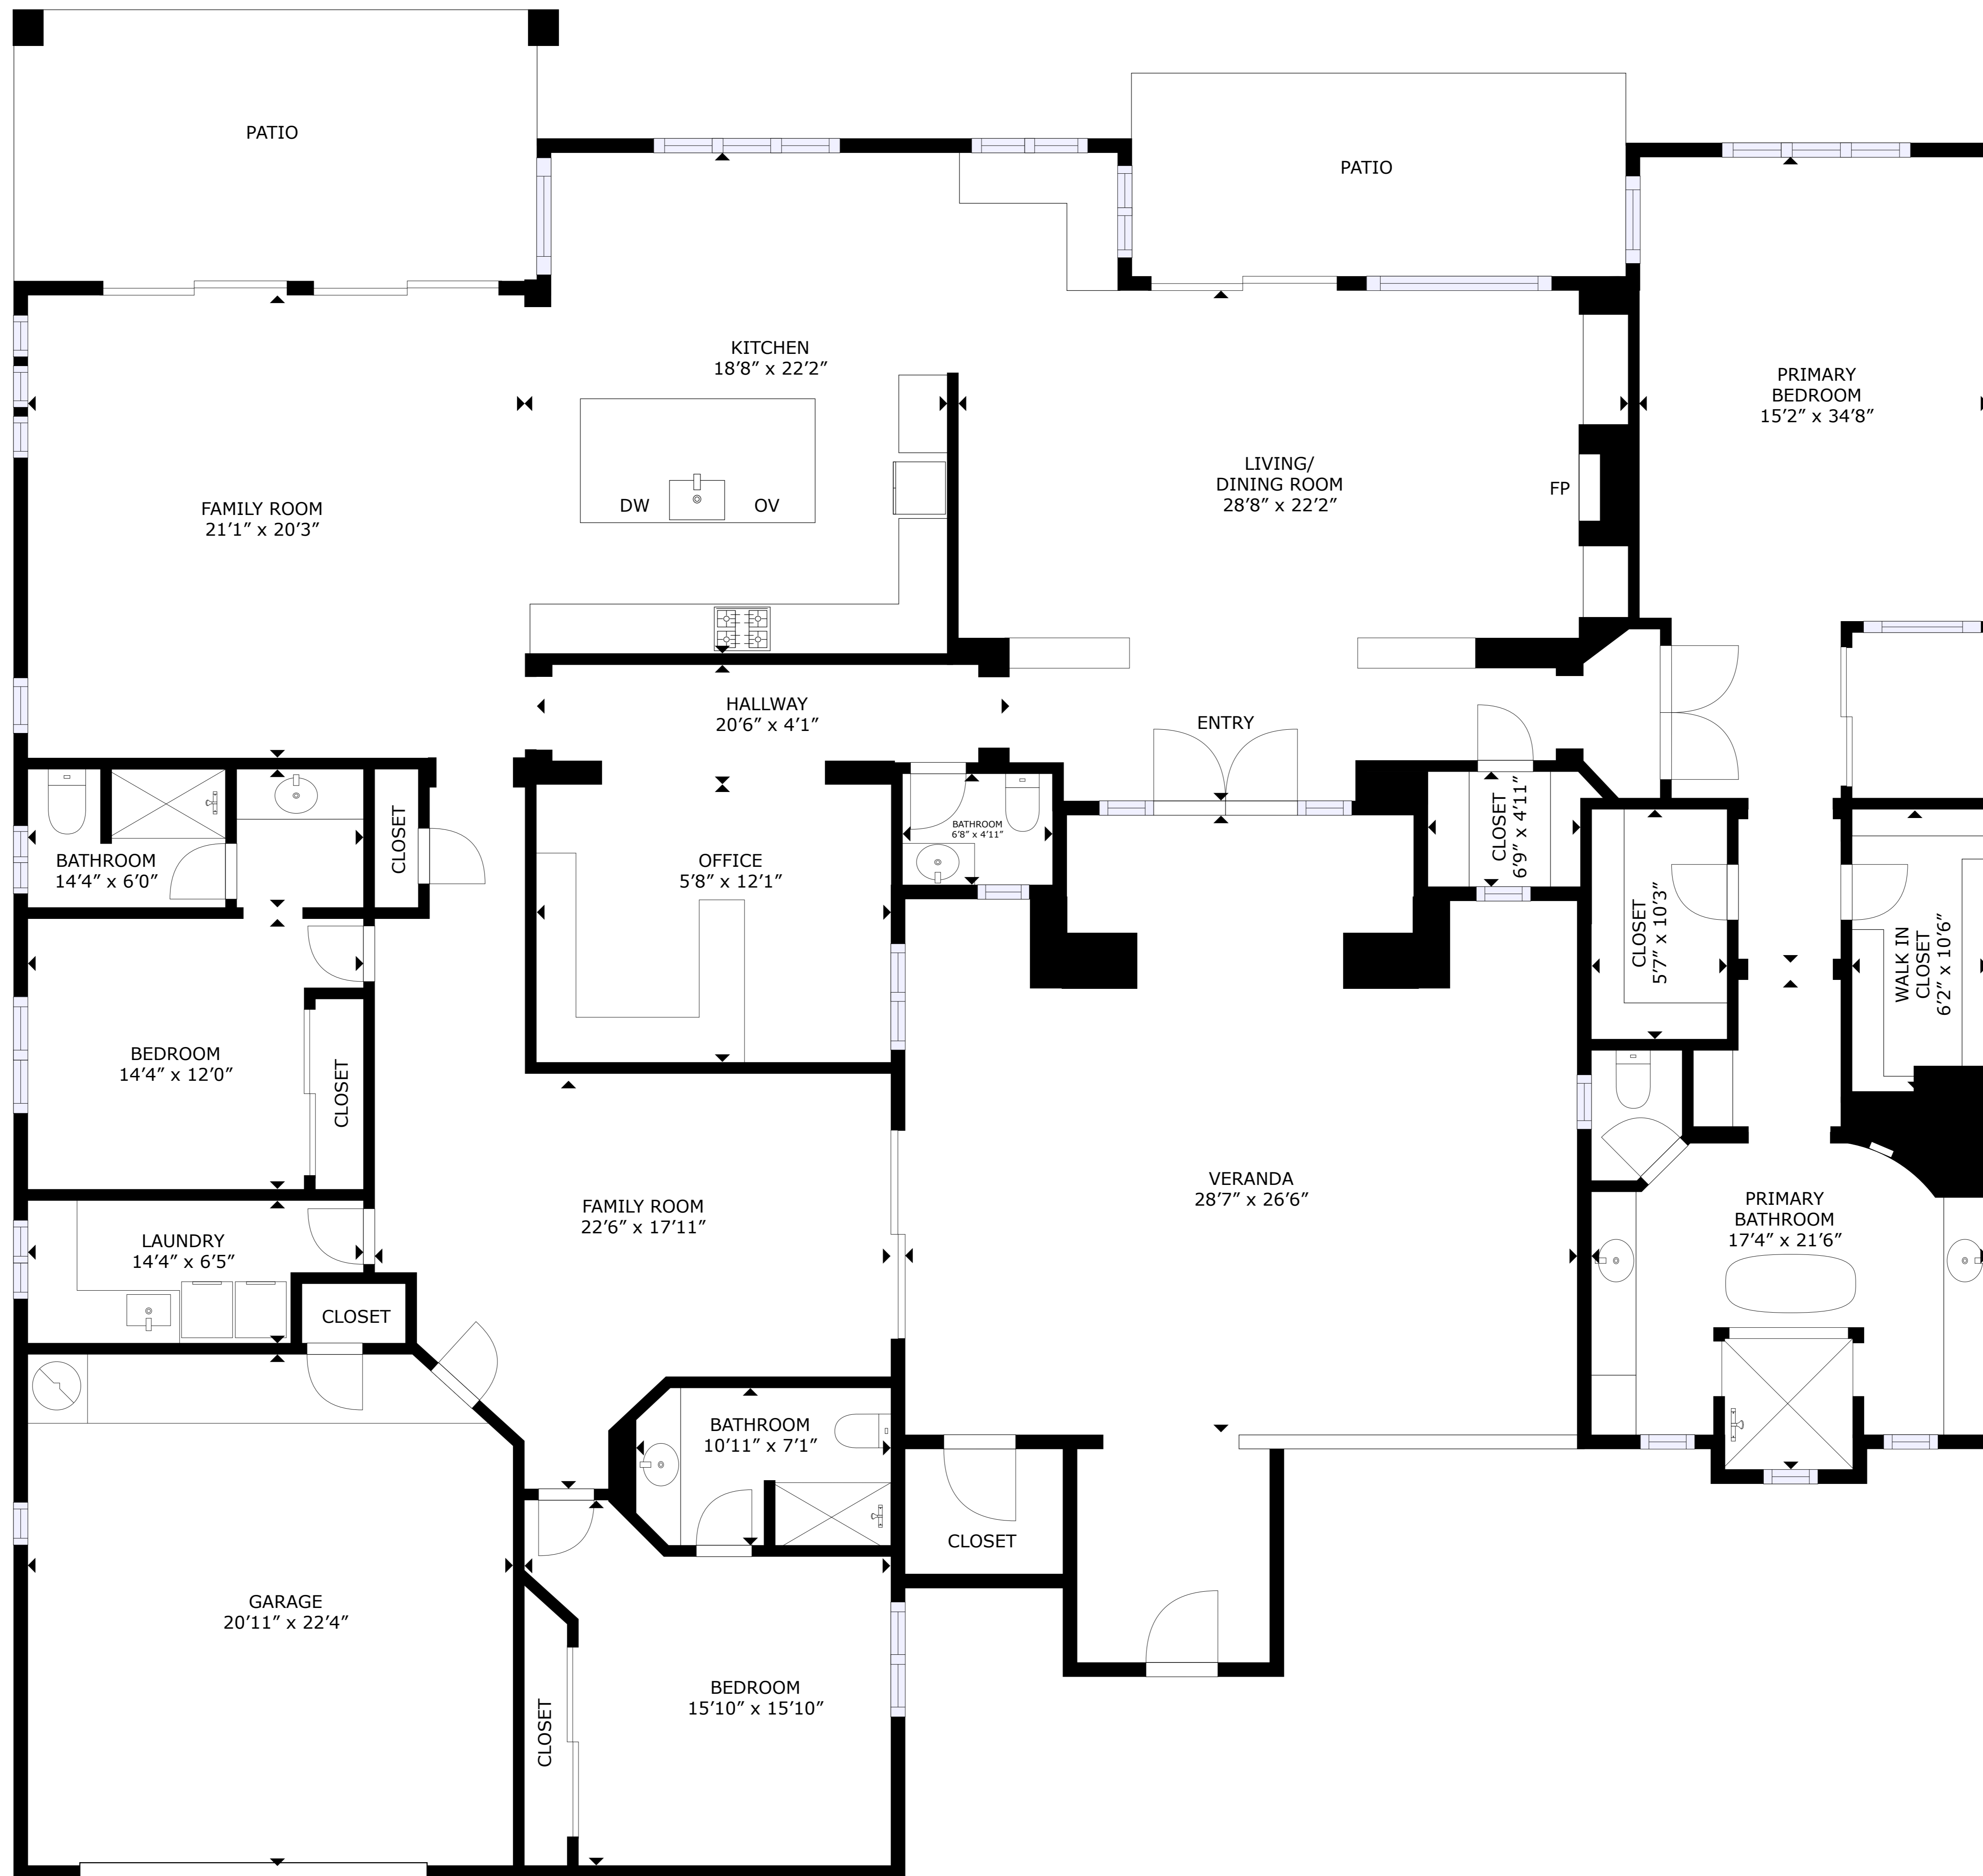 PATIO
PATIO
KITCHEN
18’8” x 22’2”
PRIMARY
BEDROOM
15’2” x 34’8”
LIVING/
DINING ROOM
28’8” x 22’2”
FP
FAMILY ROOM
21’1” x 20’3”
DW
OV
HALLWAY
20’6” x 4’1”
ENTRY
BATHROOM
14’4” x 6’0”
CLOSET
OFFICE
5’8” x 12’1”
BATHROOM
6’8” x 4’11”
CLOSET
6’9” x 4’11”
CLOSET
5’7” x 10’3”
WALK IN
CLOSET
6’2” x 10’6”
BEDROOM
14’4” x 12’0”
CLOSET
FAMILY ROOM
22’6” x 17’11”
VERANDA
28’7” x 26’6”
PRIMARY
BATHROOM
17’4” x 21’6”
LAUNDRY
14’4” x 6’5”
CLOSET
BATHROOM
10’11” x 7’1”
CLOSET
GARAGE
20’11” x 22’4”
CLOSET
BEDROOM
15’10” x 15’10”